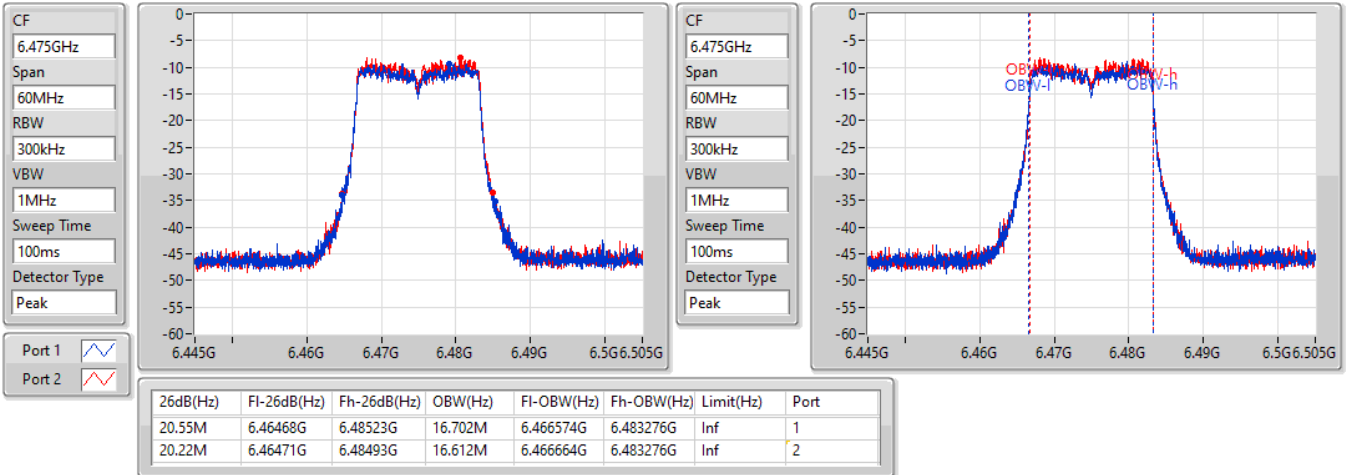 CF
6.475GHz
Span
60MHz
RBW
300kHz
VBW
1MHz
Sweep Time
100ms
Detector Type
Peak
Port 1
Port 2
0
-5
-10
-15
-20
-25
-30
-35
-40
-45
-50
-55
-60
6.445G 6.46G 6.47G 6.48G 6.49G 6.5G 6.505G
CF
6.475GHz
Span
60MHz
RBW
300kHz
VBW
1MHz
Sweep Time
100ms
Detector Type
Peak
0
-5
-10
-15
-20
-25
-30
-35
-40
-45
-50
-55
-60
OBW-l OBW-h
6.445G 6.46G 6.47G 6.48G 6.49G 6.5G 6.505G
26dB(Hz) Fl-26dB(Hz) Fh-26dB(Hz) OBW(Hz) Fl-OBW(Hz) Fh-OBW(Hz) Limit(Hz) Port
20.55M 6.46468G 6.48523G 16.702M 6.466574G 6.483276G Inf 1
20.22M 6.46471G 6.48493G 16.612M 6.466664G 6.483276G Inf 2